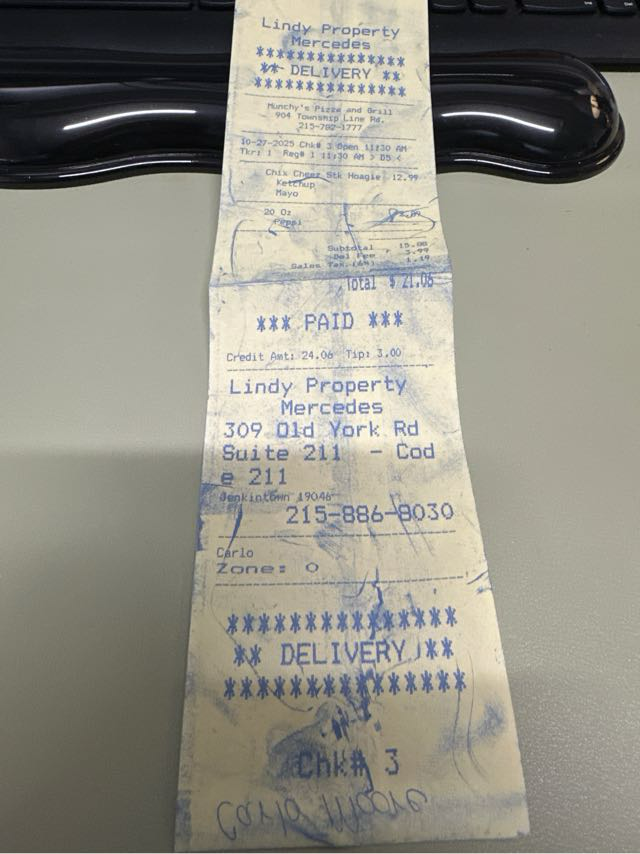 Lindy Property
Mercedes
***************
** DELIVERY **
***************
Munchy's Pizza and Grill
904 Township Line Rd.
215-782-1777
10-27-2025 Chk# 3 Open 11:30 AM
Tkr: 1 Reg# 1 11:30 AM > D5 <
Chix Chees Stk Hoagie 12.99
Ketchup
Mayo
20 Oz
Pepsi
Subtotal 15.88
Del Fee 3.99
Sales Tax (6%) 1.19
Total $ 21.06
*** PAID ***
Credit Amt: 24.06 Tip: 3.00
Lindy Property
Mercedes
309 Old York Rd
Suite 211 - Cod
e 211
Jenkintown 19046
215-886-8030
Carlo
Zone: 0
***************
** DELIVERY **
***************
Chk# 3
Carlo Moore